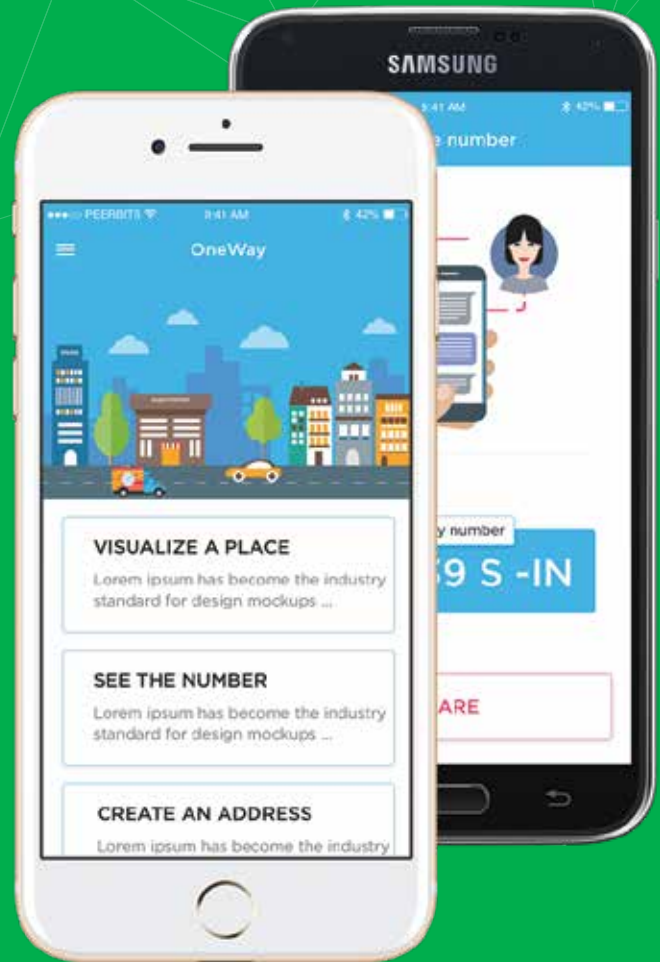 SAMSUNG
9:41 AM
42%
number
y number
9 S -IN
ARE
PEERBITS
9:41 AM
42%
OneWay
VISUALIZE A PLACE
Lorem ipsum has become the industry
standard for design mockups ...
SEE THE NUMBER
Lorem ipsum has become the industry
standard for design mockups ...
CREATE AN ADDRESS
Lorem ipsum has become the industry